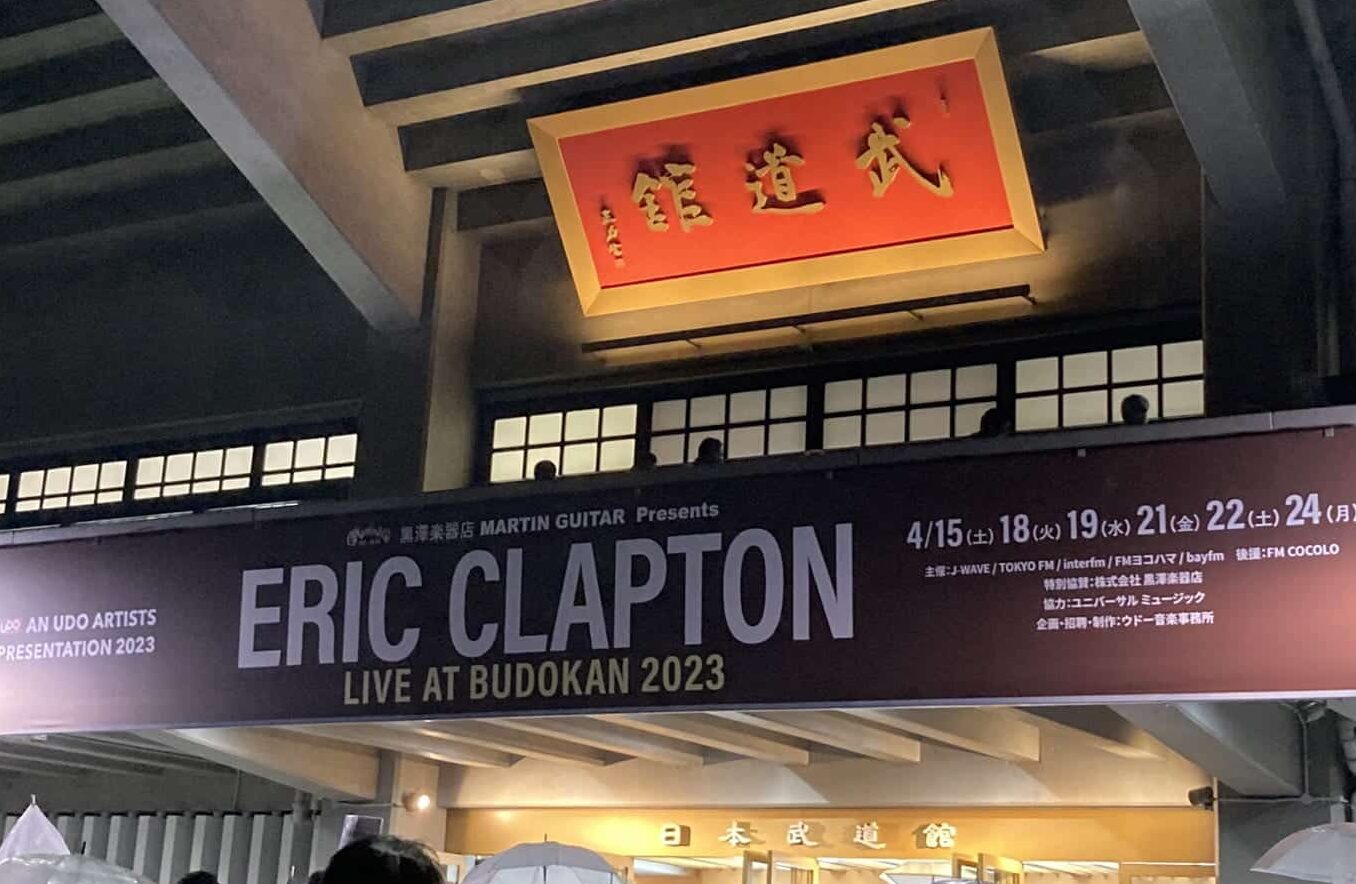 武道館
黒澤楽器店 MARTIN GUITAR Presents
ERIC CLAPTON
LIVE AT BUDOKAN 2023
AN UDO ARTISTS
PRESENTATION 2023
4/15(土)18(火)19(水)21(金)22(土)24(月)
主催:J-WAVE / TOKYO FM / interfm / FMヨコハマ / bayfm 後援:FM COCOLO
特別協賛:株式会社 黒澤楽器店
協力:ユニバーサル ミュージック
企画・招聘・制作:ウドー音楽事務所
日本武道館